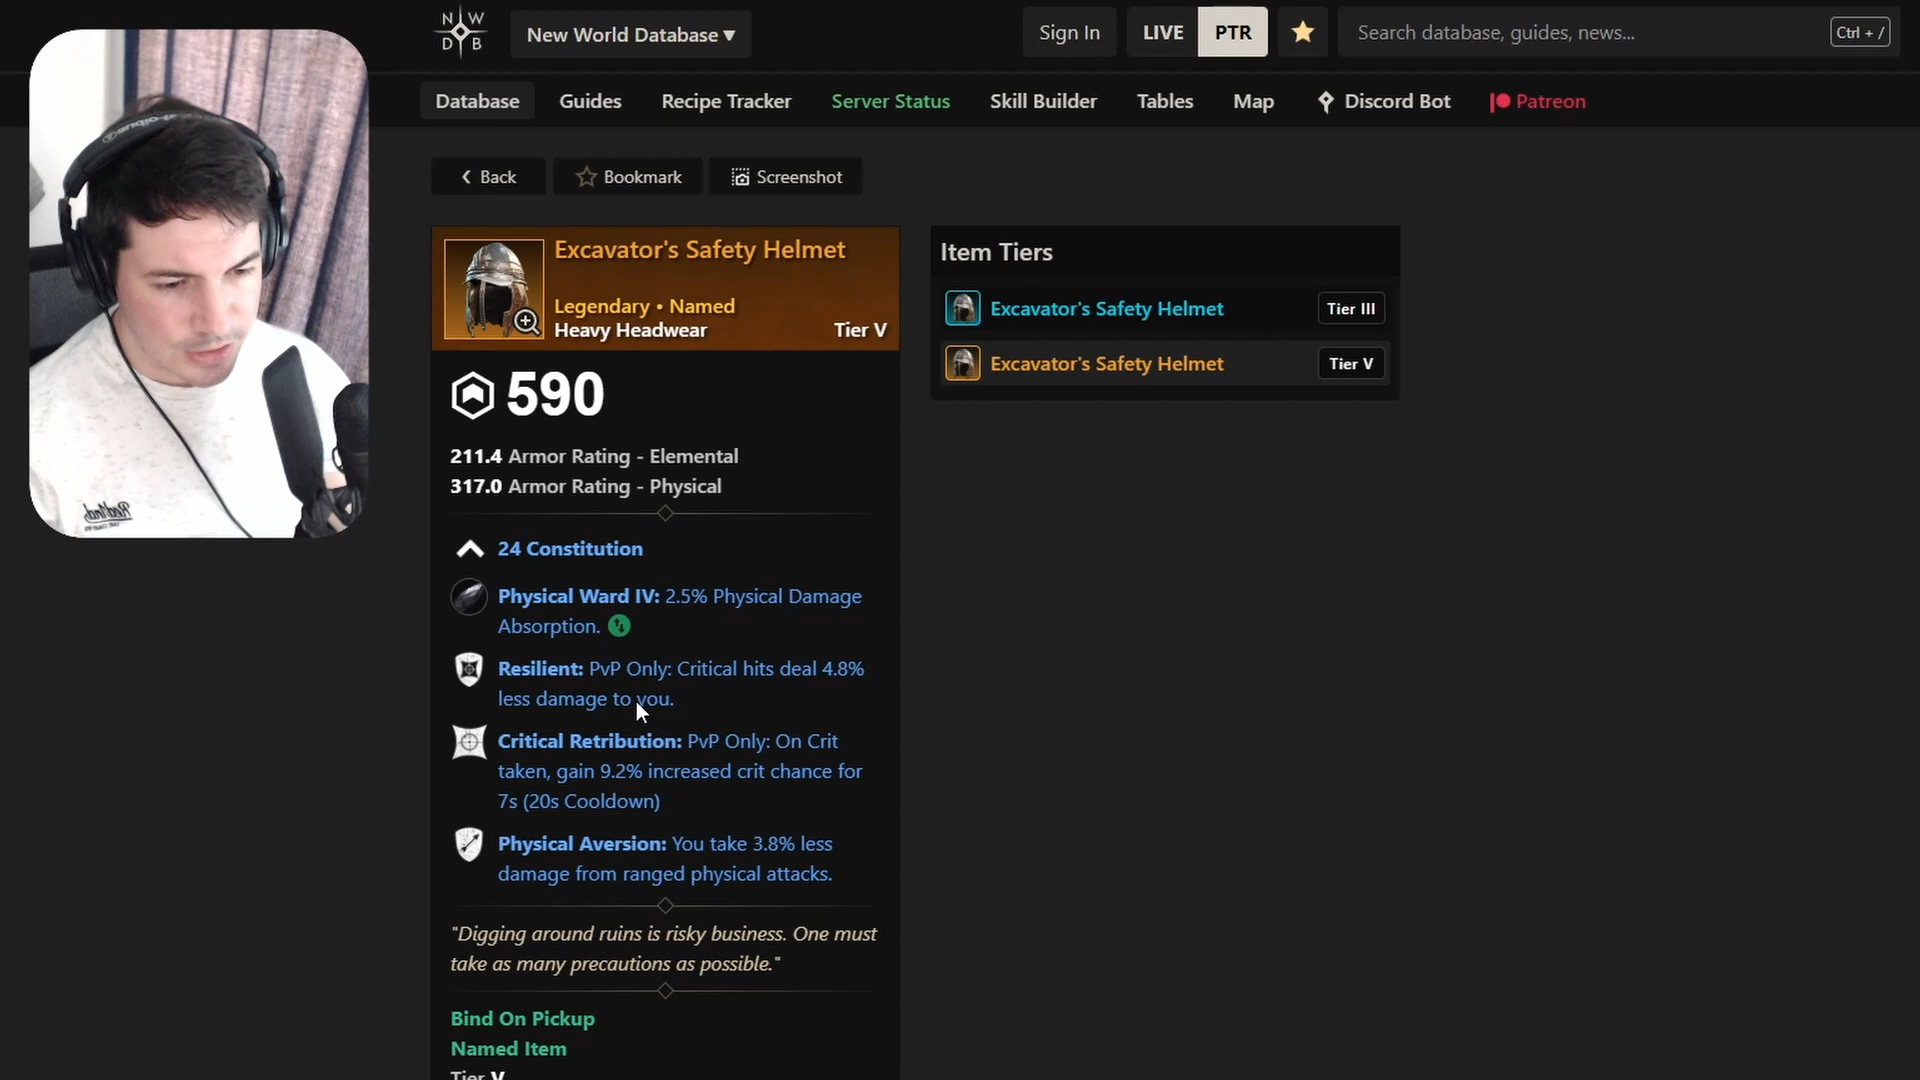 N W
D B
New World Database ▼
Sign In
LIVE
PTR
Search database, guides, news...
Ctrl + /
Database
Guides
Recipe Tracker
Server Status
Skill Builder
Tables
Map
Discord Bot
Patreon
Back
Bookmark
Screenshot
Excavator's Safety Helmet
Legendary • Named
Heavy Headwear
Tier V
590
211.4 Armor Rating - Elemental
317.0 Armor Rating - Physical
24 Constitution
Physical Ward IV: 2.5% Physical Damage
Absorption.
Resilient: PvP Only: Critical hits deal 4.8%
less damage to you.
Critical Retribution: PvP Only: On Crit
taken, gain 9.2% increased crit chance for
7s (20s Cooldown)
Physical Aversion: You take 3.8% less
damage from ranged physical attacks.
"Digging around ruins is risky business. One must
take as many precautions as possible."
Bind On Pickup
Named Item
Tier V
Item Tiers
Excavator's Safety Helmet
Tier III
Excavator's Safety Helmet
Tier V